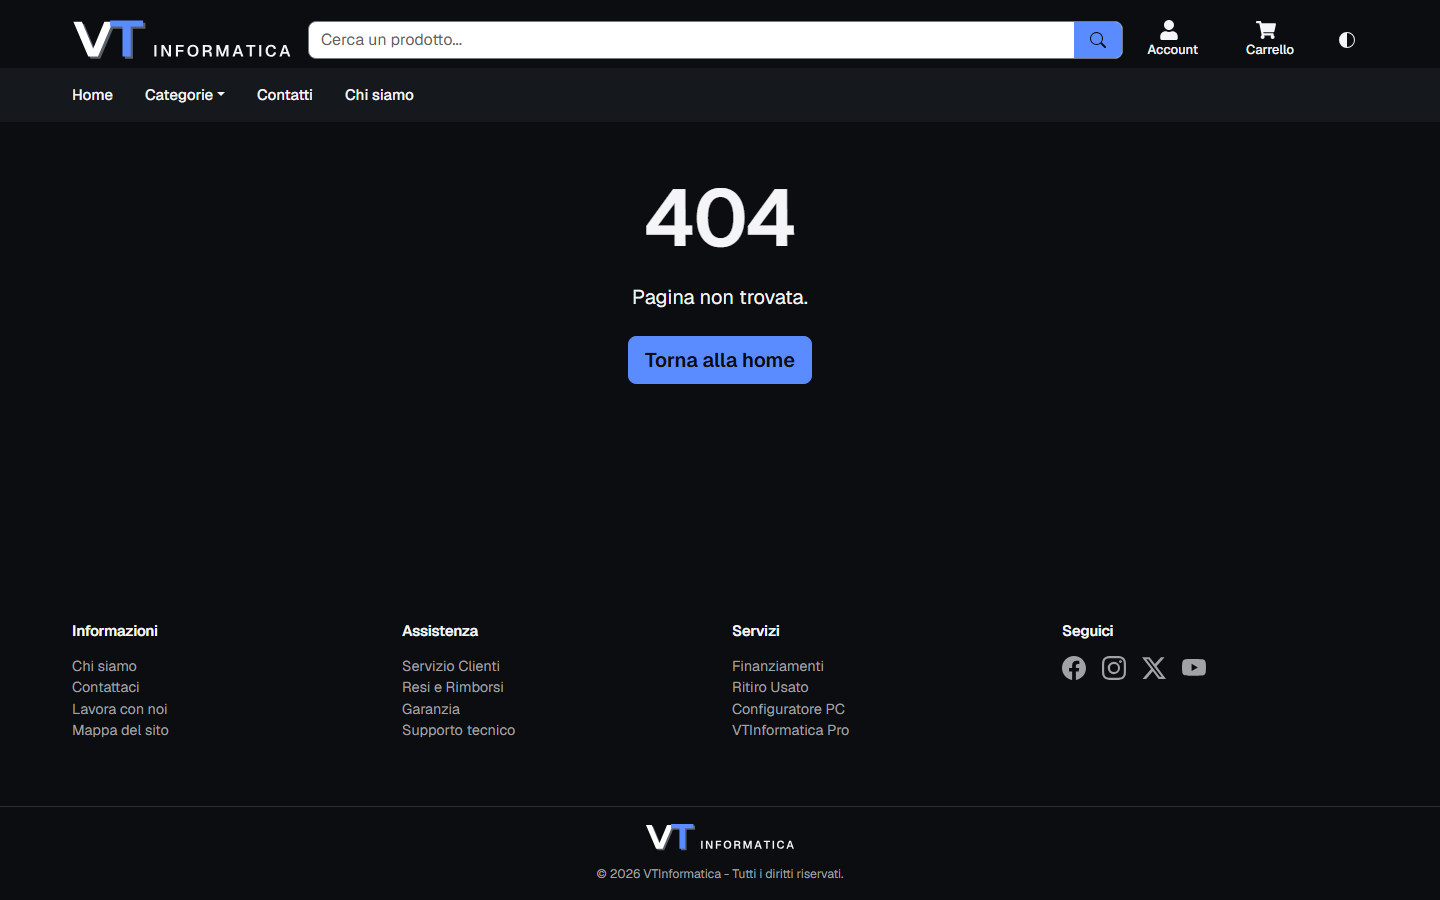 VT INFORMATICA
Cerca un prodotto...
Account
Carrello
Home
Categorie
Contatti
Chi siamo
404
Pagina non trovata.
Torna alla home
Informazioni
Chi siamo
Contattaci
Lavora con noi
Mappa del sito
Assistenza
Servizio Clienti
Resi e Rimborsi
Garanzia
Supporto tecnico
Servizi
Finanziamenti
Ritiro Usato
Configuratore PC
VTInformatica Pro
Seguici
VT INFORMATICA
© 2026 VTInformatica - Tutti i diritti riservati.